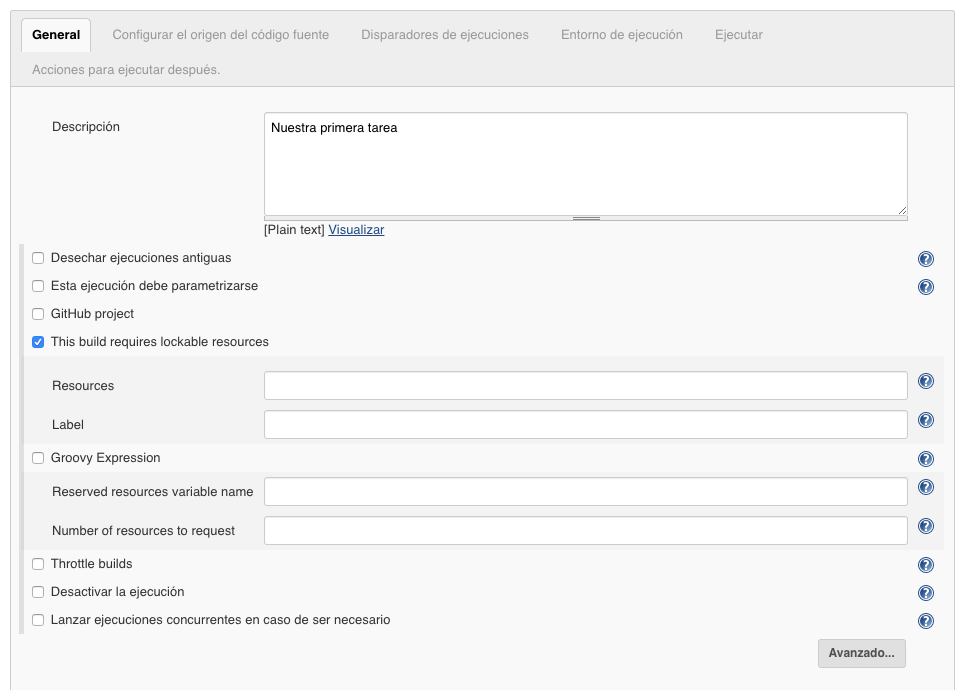 General Configurar el origen del código fuente Disparadores de ejecuciones Entorno de ejecución Ejecutar
Acciones para ejecutar después.
Descripción
Nuestra primera tarea
[Plain text] Visualizar
Desechar ejecuciones antiguas
Esta ejecución debe parametrizarse
GitHub project
This build requires lockable resources
Resources
Label
Groovy Expression
Reserved resources variable name
Number of resources to request
Throttle builds
Desactivar la ejecución
Lanzar ejecuciones concurrentes en caso de ser necesario
Avanzado...